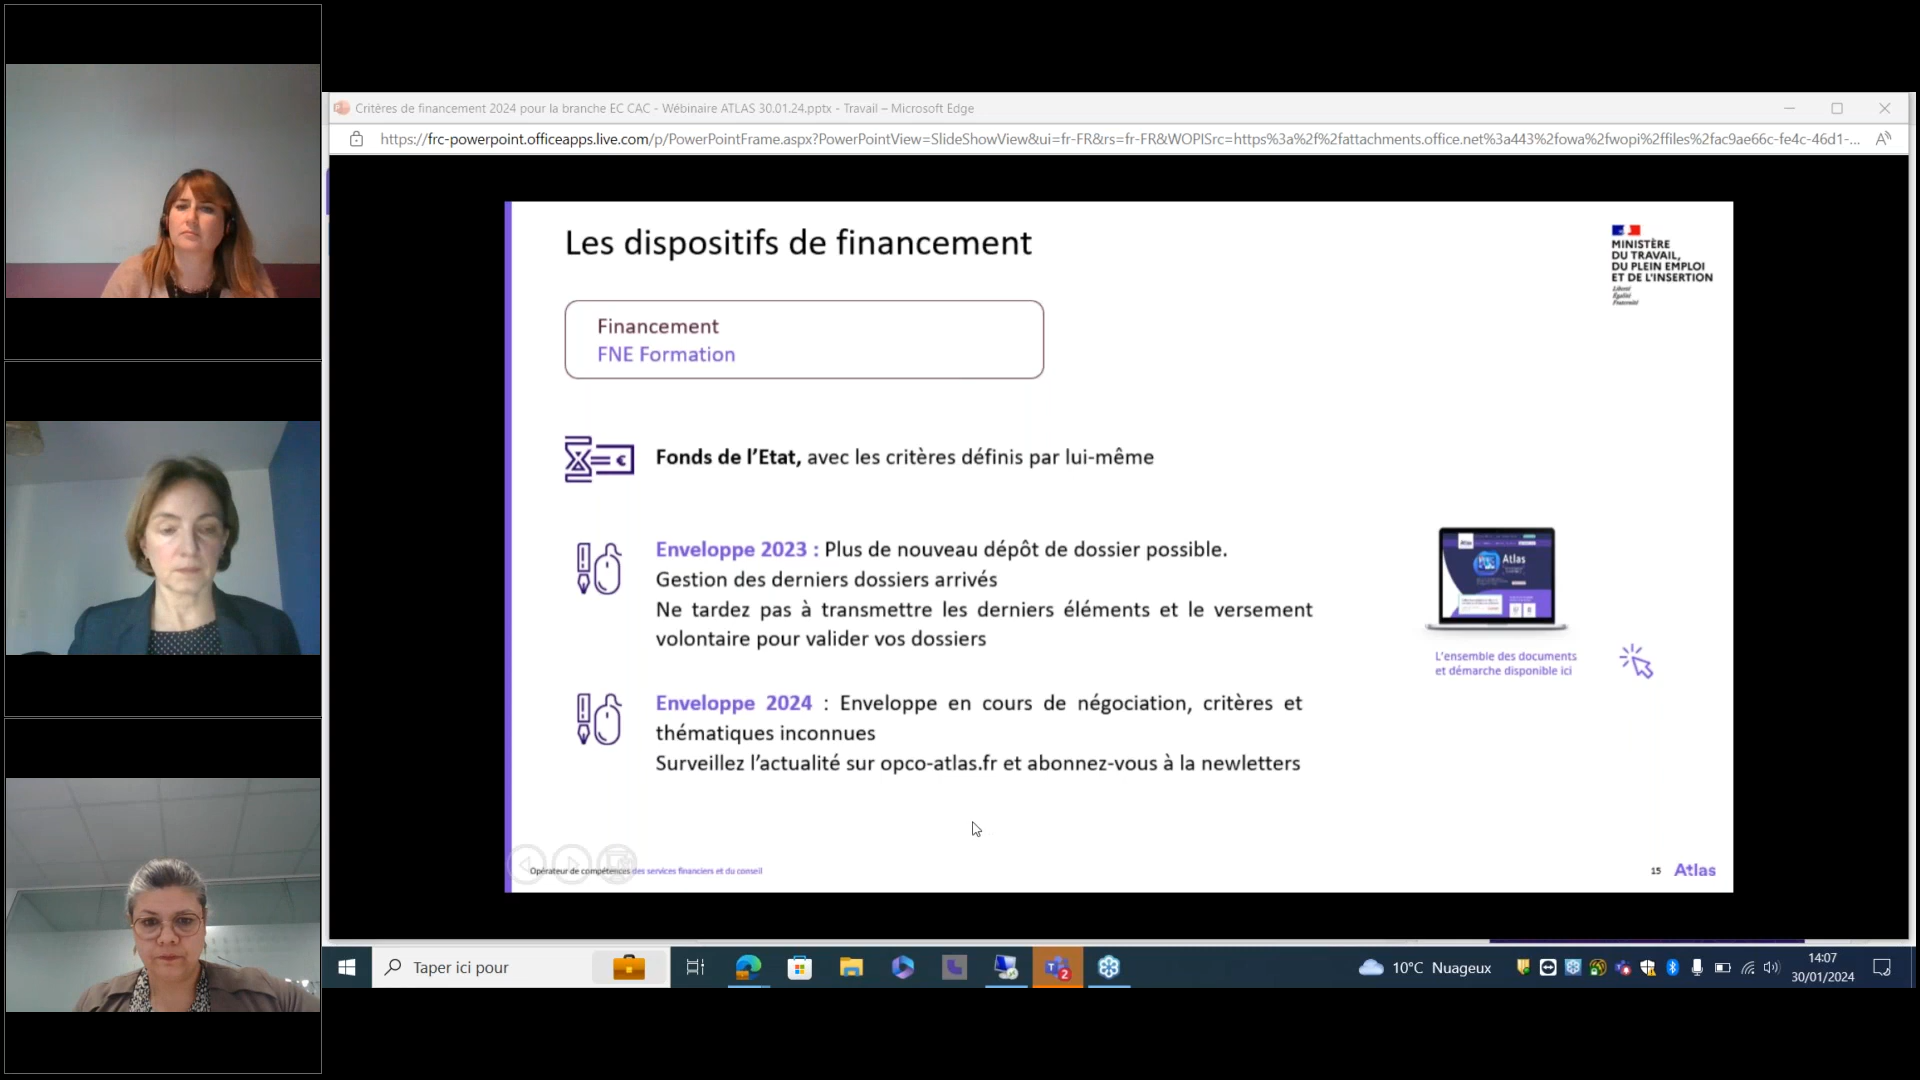 Critères de financement 2024 pour la branche EC CAC - Wébinaire ATLAS 30.01.24.pptx - Travail – Microsoft Edge
https://frc-powerpoint.officeapps.live.com/p/PowerPointFrame.aspx?PowerPointView=SlideShowView&ui=fr-FR&rs=fr-FR&WOPISrc=https%3a%2f%2fattachments.office.net%3a443%2fowa%2fwopi%2ffiles%2fac9ae66c-fe4c-46d1-...
Les dispositifs de financement
MINISTÈRE
DU TRAVAIL,
DU PLEIN EMPLOI
ET DE L'INSERTION
Liberté
Égalité
Fraternité
Financement
FNE Formation
Fonds de l’Etat, avec les critères définis par lui-même
Enveloppe 2023 : Plus de nouveau dépôt de dossier possible.
Gestion des derniers dossiers arrivés
Ne tardez pas à transmettre les derniers éléments et le versement
volontaire pour valider vos dossiers
Atlas
L’ensemble des documents
et démarche disponible ici
Enveloppe 2024 : Enveloppe en cours de négociation, critères et
thématiques inconnues
Surveillez l’actualité sur opco-atlas.fr et abonnez-vous à la newletters
Opérateur de compétences des services financiers et du conseil
15 Atlas
Taper ici pour
2
10°C Nuageux
14:07
30/01/2024